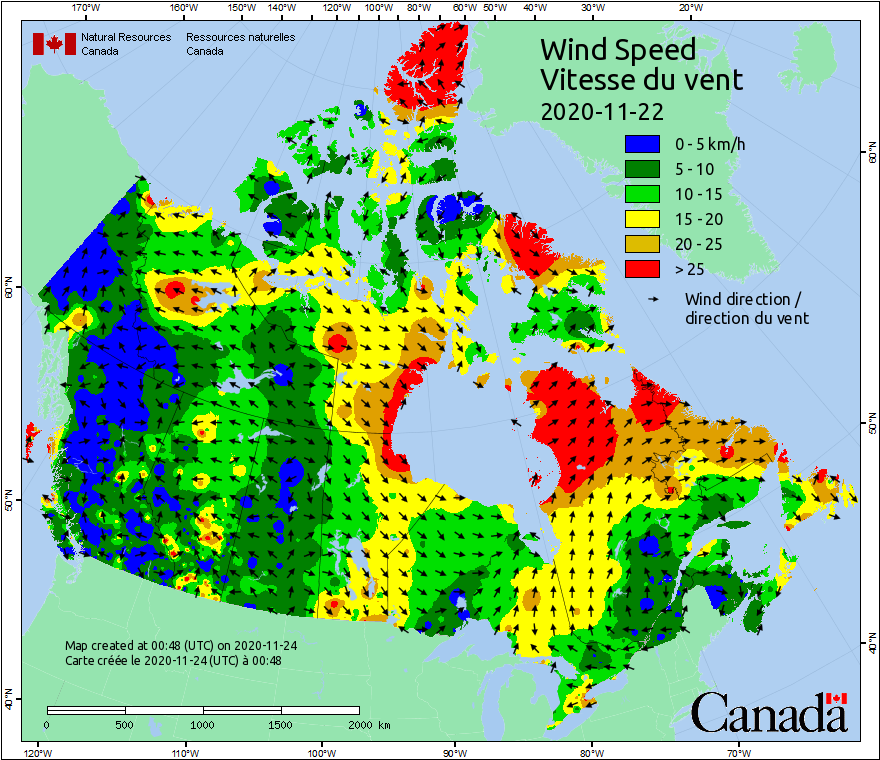 170°W 160°W 150°W 140°W 130°W 120°W 110°W 100°W 90°W 80°W 70°W 60°W 50°W 40°W 30°W 20°W
Natural Resources Ressources naturelles
Canada Canada
Wind Speed
Vitesse du vent
2020-11-22
0 - 5 km/h
5 - 10
10 - 15
15 - 20
20 - 25
> 25
Wind direction /
direction du vent
60°N
60°N
50°N
50°N
40°N
40°N
Map created at 00:48 (UTC) on 2020-11-24
Carte créée le 2020-11-24 (UTC) à 00:48
0 500 1000 1500 2000 km
Canada
120°W 110°W 100°W 90°W 80°W 70°W